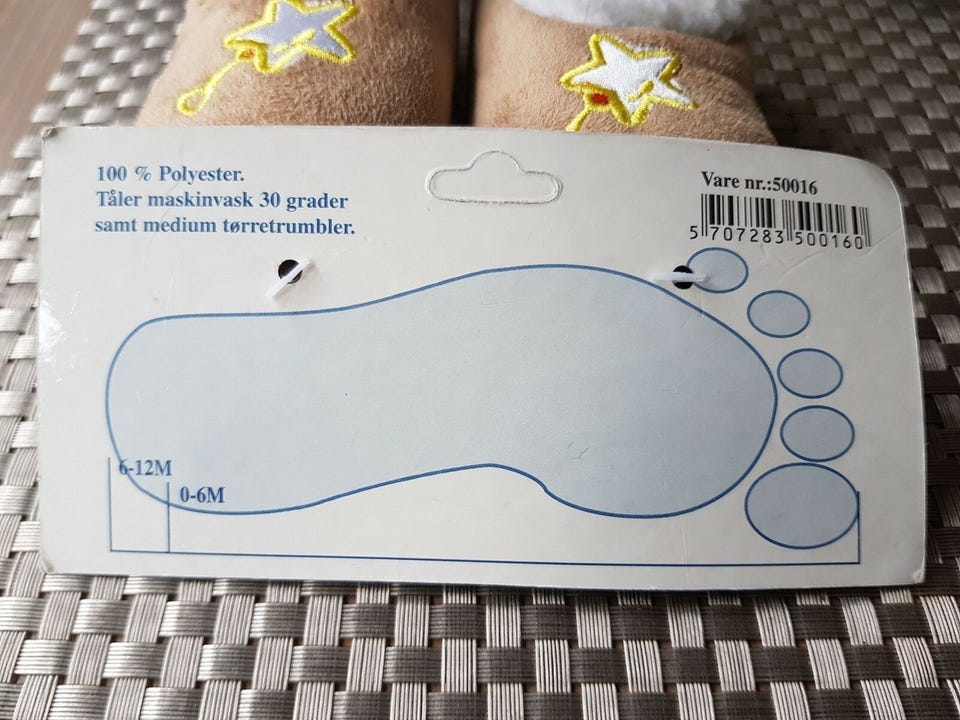 100 % Polyester.
Tåler maskinvask 30 grader
samt medium tørretrumbler.
Vare nr.:50016
5 707283 500160
6-12M
0-6M